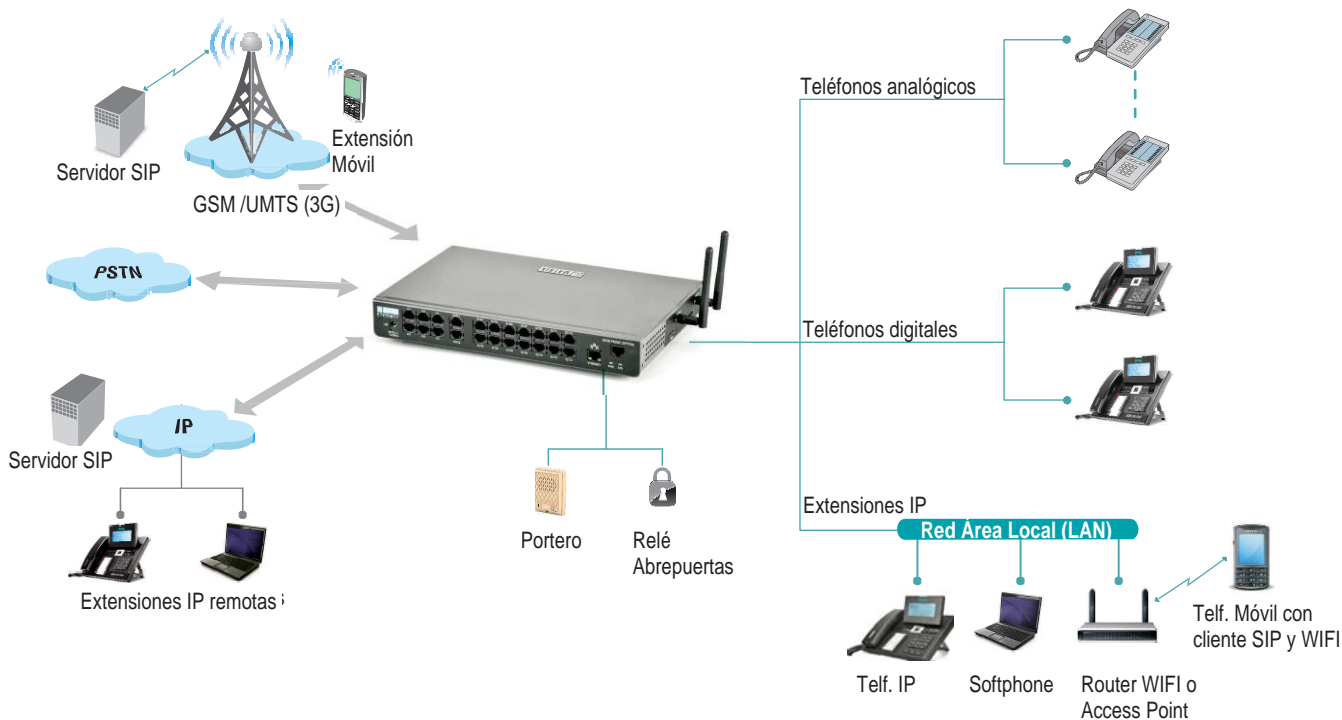 Servidor SIP
Extensión
Móvil
GSM /UMTS (3G)
PSTN
IP
Servidor SIP
Extensiones IP remotas
Portero
Relé
Abrepuertas
Teléfonos analógicos
Teléfonos digitales
Extensiones IP
Red Área Local (LAN)
Telf. IP
Softphone
Router WIFI o
Access Point
Telf. Móvil con
cliente SIP y WIFI